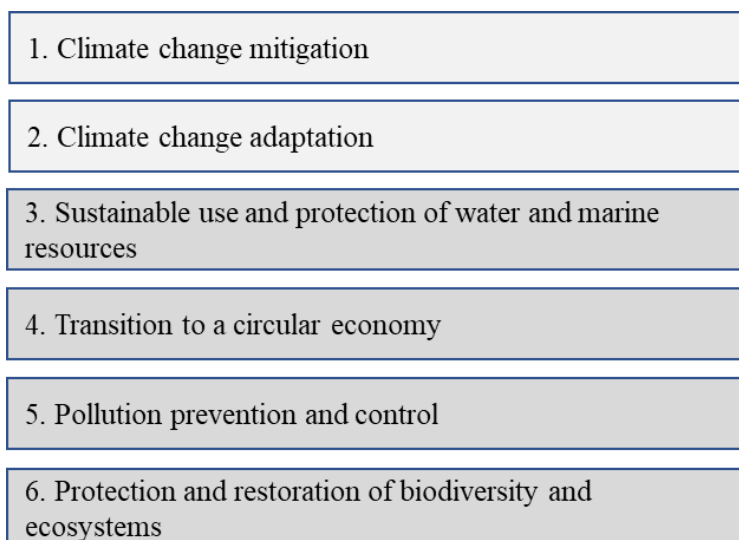 1. Climate change mitigation
2. Climate change adaptation
3. Sustainable use and protection of water and marine
resources
4. Transition to a circular economy
5. Pollution prevention and control
6. Protection and restoration of biodiversity and
ecosystems